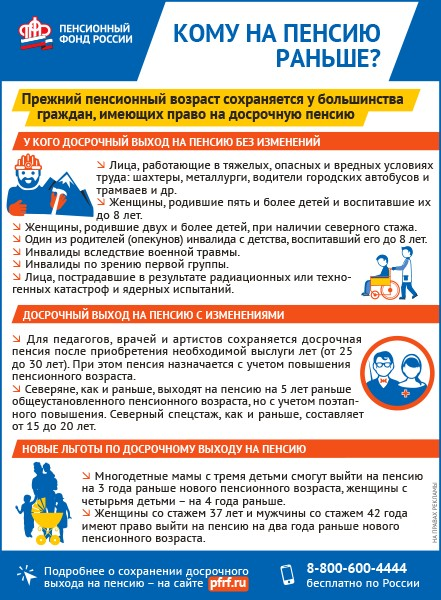 ПЕНСИОННЫЙ
ФОНД РОССИИ
КОМУ НА ПЕНСИЮ
РАНЬШЕ?
Прежний пенсионный возраст сохраняется у большинства
граждан, имеющих право на досрочную пенсию
У КОГО ДОСРОЧНЫЙ ВЫХОД НА ПЕНСИЮ БЕЗ ИЗМЕНЕНИЙ
↘ Лица, работающие в тяжелых, опасных и вредных условиях
труда: шахтеры, металлурги, водители городских автобусов и
трамваев и др.
↘ Женщины, родившие пять и более детей и воспитавшие их
до 8 лет.
↘ Женщины, родившие двух и более детей, при наличии северного стажа.
↘ Один из родителей (опекунов) инвалида с детства, воспитавший его до 8 лет.
↘ Инвалиды вследствие военной травмы.
↘ Инвалиды по зрению первой группы.
↘ Лица, пострадавшие в результате радиационных или техно-
генных катастроф и ядерных испытаний.
ДОСРОЧНЫЙ ВЫХОД НА ПЕНСИЮ С ИЗМЕНЕНИЯМИ
↘ Для педагогов, врачей и артистов сохраняется досрочная
пенсия после приобретения необходимой выслуги лет (от 25
до 30 лет). При этом пенсия назначается с учетом повышения
пенсионного возраста.
↘ Северяне, как и раньше, выходят на пенсию на 5 лет раньше
общеустановленного пенсионного возраста, но с учетом поэтап-
ного повышения. Северный спецстаж, как и раньше, составляет
от 15 до 20 лет.
НОВЫЕ ЛЬГОТЫ ПО ДОСРОЧНОМУ ВЫХОДУ НА ПЕНСИЮ
↘ Многодетные мамы с тремя детьми смогут выйти на пенсию
на 3 года раньше нового пенсионного возраста, женщины с
четырьмя детьми – на 4 года раньше.
↘ Женщины со стажем 37 лет и мужчины со стажем 42 года
имеют право выйти на пенсию на два года раньше нового
пенсионного возраста.
НА ПРАВАХ РЕКЛАМЫ
Подробнее о сохранении досрочного
выхода на пенсию – на сайте pfrf.ru
8-800-600-4444
бесплатно по России